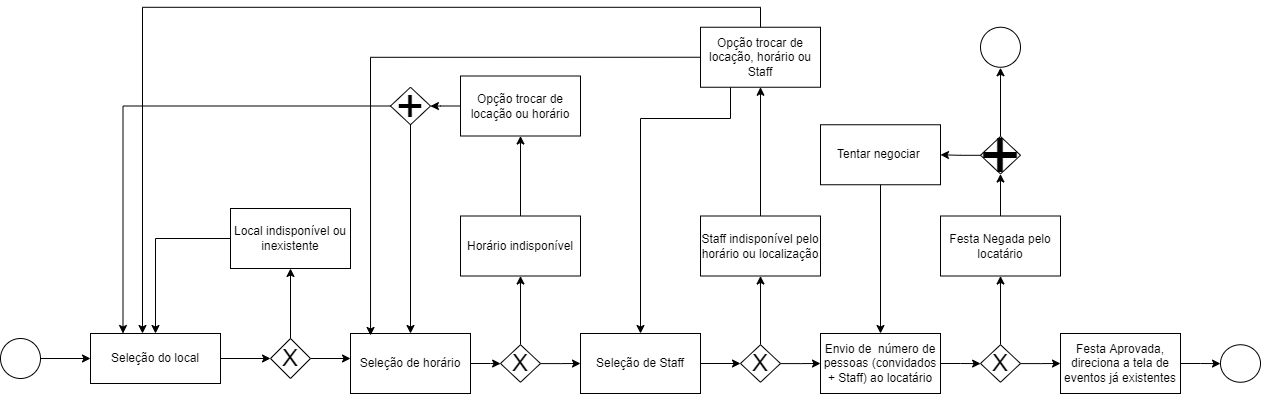 Opção trocar de
locação, horário ou
Staff
Opção trocar de
locação ou horário
Tentar negociar
Local indisponível ou
inexistente
Horário indisponível
Staff indisponível pelo
horário ou localização
Festa Negada pelo
locatário
Seleção do local
X
Seleção de horário
X
Seleção de Staff
X
Envio de número de
pessoas (convidados
+ Staff) ao locatário
X
Festa Aprovada,
direciona a tela de
eventos já existentes